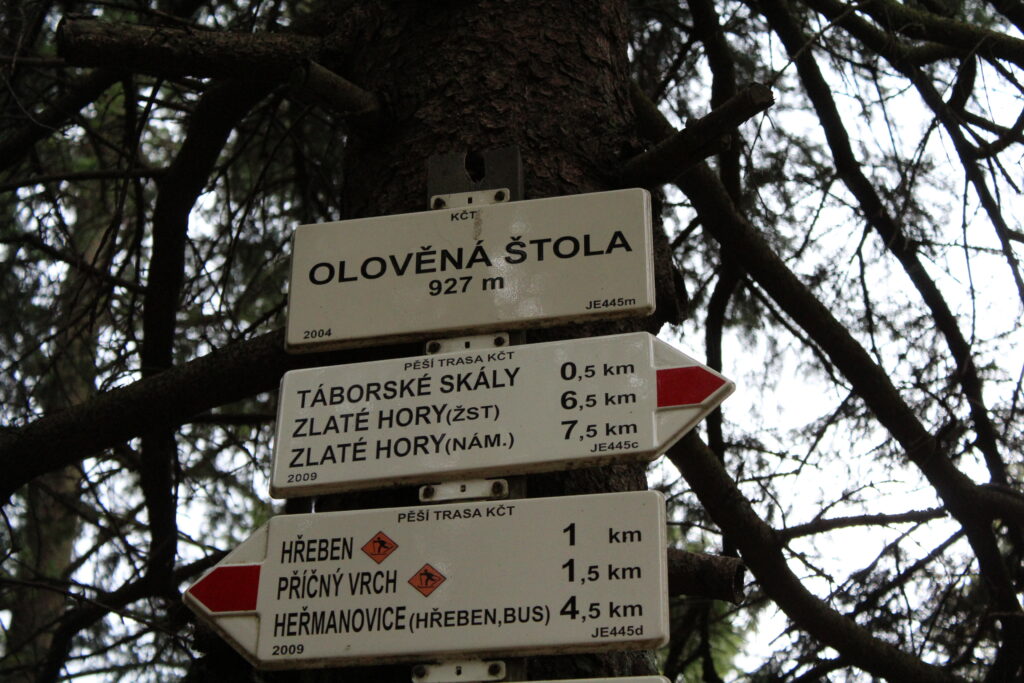 KČT
OLOVĚNÁ ŠTOLA
927 m
2004 JE445m
PĚŠÍ TRASA KČT
TÁBORSKÉ SKÁLY 0,5 km
ZLATÉ HORY(ŽST) 6,5 km
ZLATÉ HORY(NÁM.) 7,5 km
2009 JE445c
PĚŠÍ TRASA KČT
HŘEBEN 1 km
PŘÍČNÝ VRCH 1,5 km
HEŘMANOVICE(HŘEBEN,BUS) 4,5 km
2009 JE445d